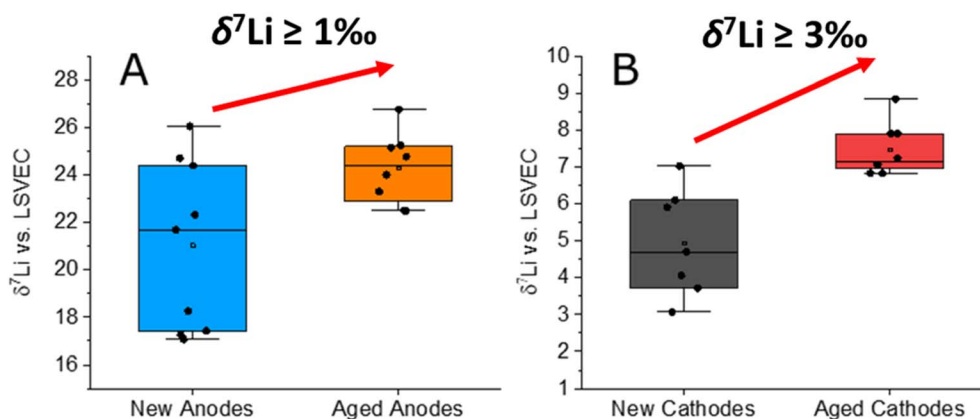 δ⁷Li ≥ 1‰
A
δ⁷Li vs. LSVEC
28
26
24
22
20
18
16
New Anodes
Aged Anodes
δ⁷Li ≥ 3‰
B
δ⁷Li vs. LSVEC
10
9
8
7
6
5
4
3
2
1
New Cathodes
Aged Cathodes